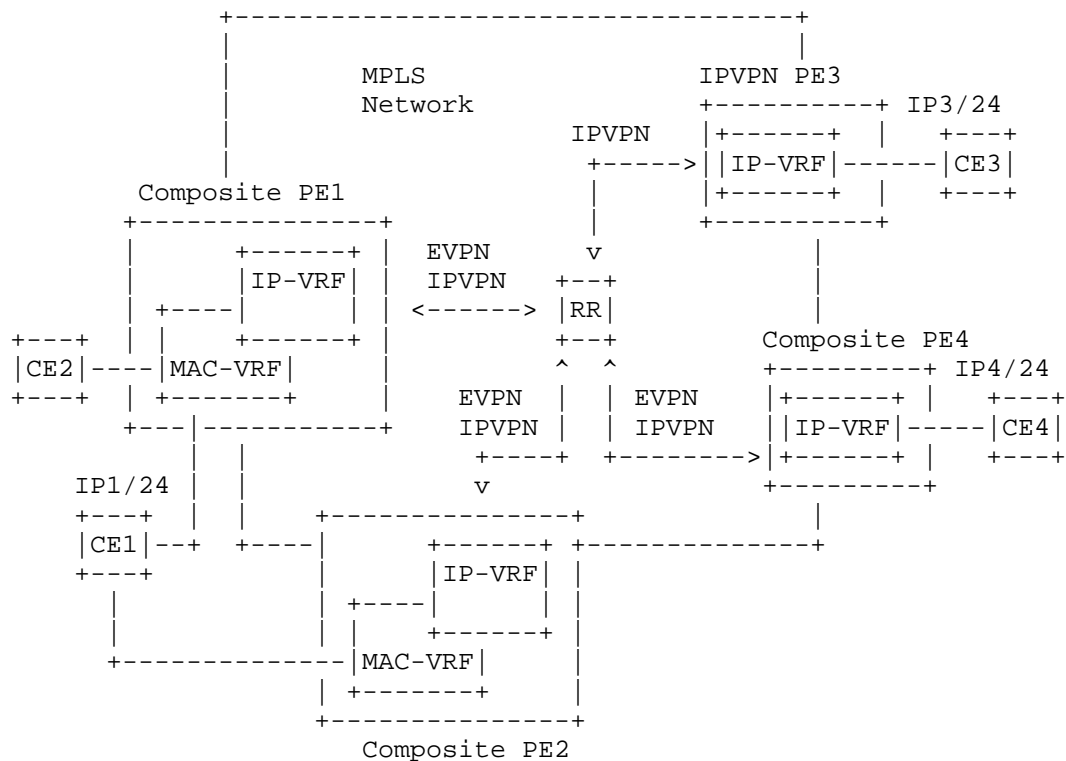 MPLS IPVPN PE3
Network IP3/24
IPVPN
IP-VRF CE3
Composite PE1
EVPN v
IP-VRF IPVPN
RR
Composite PE4
CE2 MAC-VRF ^ ^ IP4/24
EVPN EVPN
IPVPN IPVPN IP-VRF CE4
IP1/24 v
CE1
IP-VRF
MAC-VRF
Composite PE2